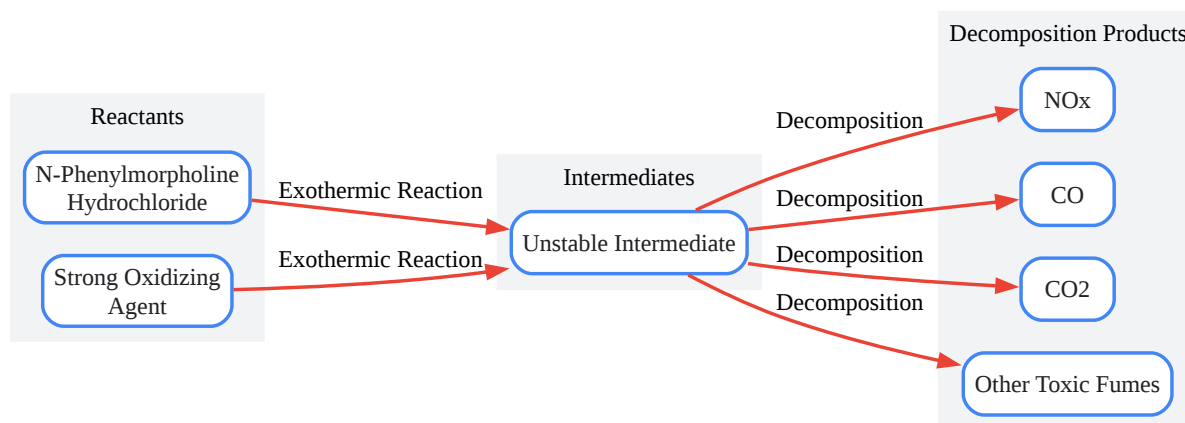 Reactants
N-Phenylmorpholine
Hydrochloride
Strong Oxidizing
Agent
Exothermic Reaction
Exothermic Reaction
Intermediates
Unstable Intermediate
Decomposition
Decomposition
Decomposition
Decomposition
Decomposition Products
NOx
CO
CO2
Other Toxic Fumes